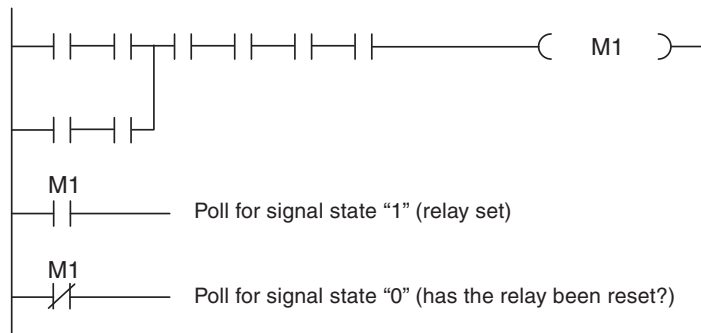 M1
M1
Poll for signal state “1” (relay set)
M1
Poll for signal state “0” (has the relay been reset?)